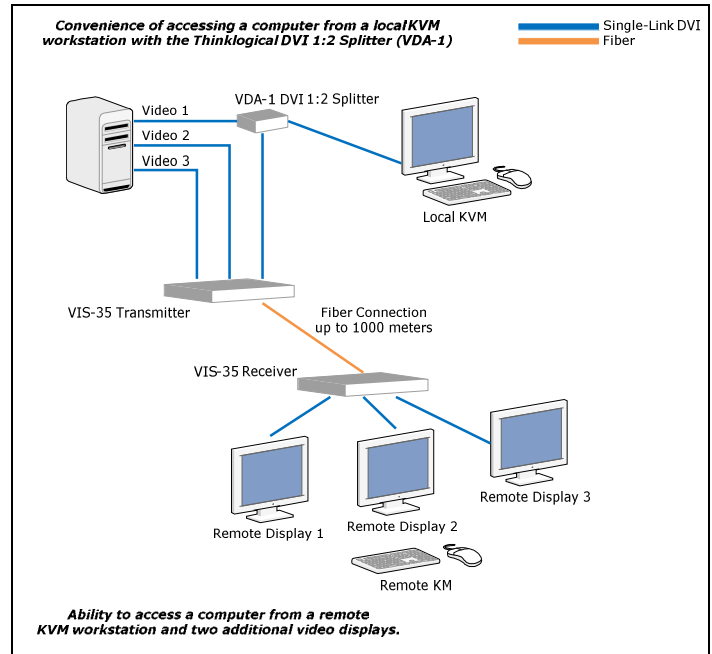 Convenience of accessing a computer from a local KVM
workstation with the Thinklogical DVI 1:2 Splitter (VDA-1)
Single-Link DVI
Fiber
VDA-1 DVI 1:2 Splitter
Video 1
Video 2
Video 3
Local KVM
VIS-35 Transmitter
Fiber Connection
up to 1000 meters
VIS-35 Receiver
Remote Display 1
Remote Display 2
Remote Display 3
Remote KM
Ability to access a computer from a remote
KVM workstation and two additional video displays.